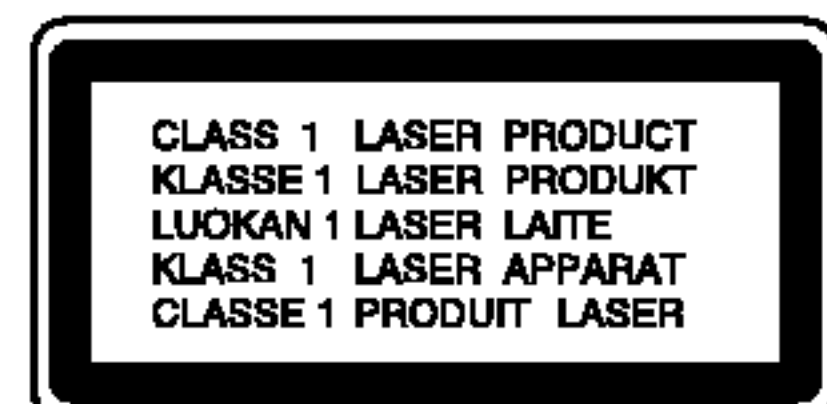 CLASS 1 LASER PRODUCT
KLASSE 1 LASER PRODUKT
LUOKAN 1 LASER LAITE
KLASS 1 LASER APPARAT
CLASSE 1 PRODUIT LASER